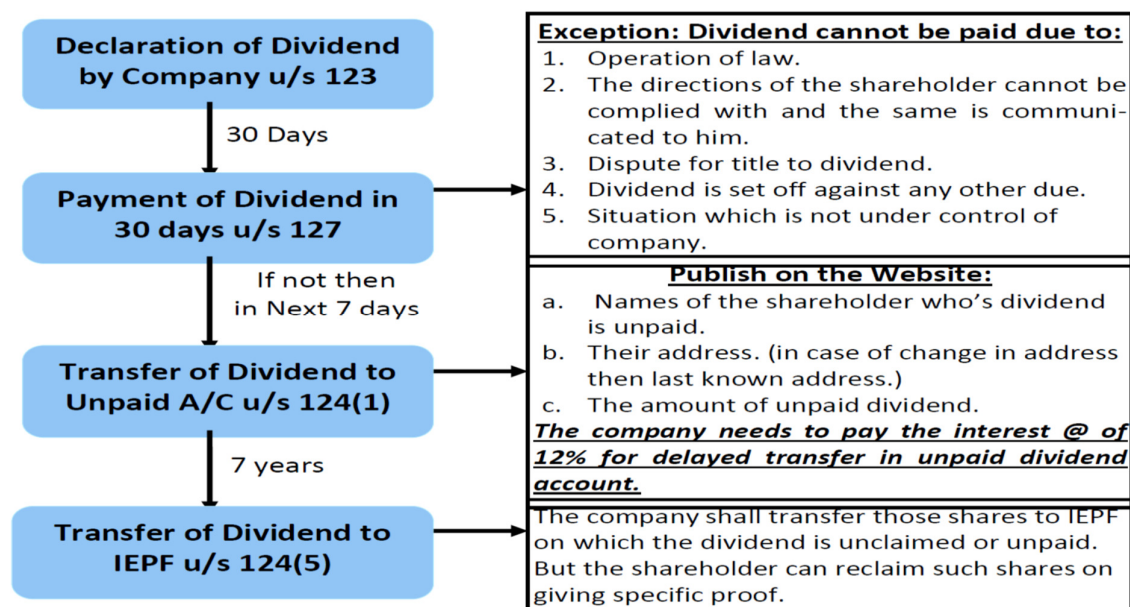 Declaration of Dividend
by Company u/s 123
30 Days
Payment of Dividend in
30 days u/s 127
If not then
in Next 7 days
Transfer of Dividend to
Unpaid A/C u/s 124(1)
7 years
Transfer of Dividend to
IEPF u/s 124(5)
Exception: Dividend cannot be paid due to:
1. Operation of law.
2. The directions of the shareholder cannot be
complied with and the same is communi-
cated to him.
3. Dispute for title to dividend.
4. Dividend is set off against any other due.
5. Situation which is not under control of
company.
Publish on the Website:
a. Names of the shareholder who's dividend
is unpaid.
b. Their address. (in case of change in address
then last known address.)
c. The amount of unpaid dividend.
The company needs to pay the interest @ of
12% for delayed transfer in unpaid dividend
account.
The company shall transfer those shares to IEPF
on which the dividend is unclaimed or unpaid.
But the shareholder can reclaim such shares on
giving specific proof.